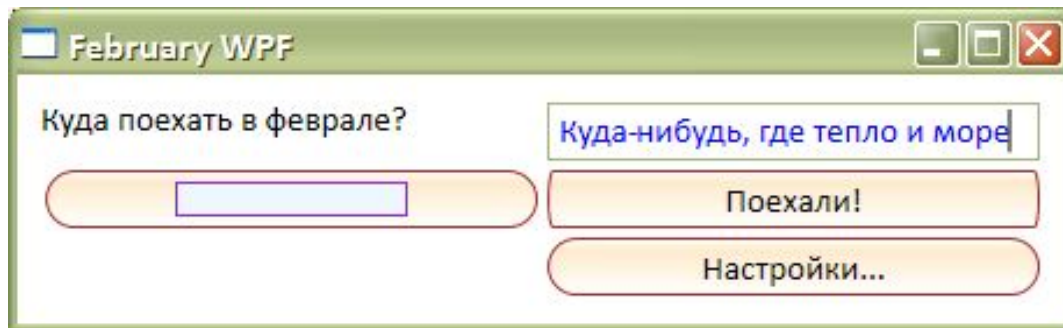 February WPF
Куда поехать в феврале?
Куда-нибудь, где тепло и море
Поехали!
Настройки...